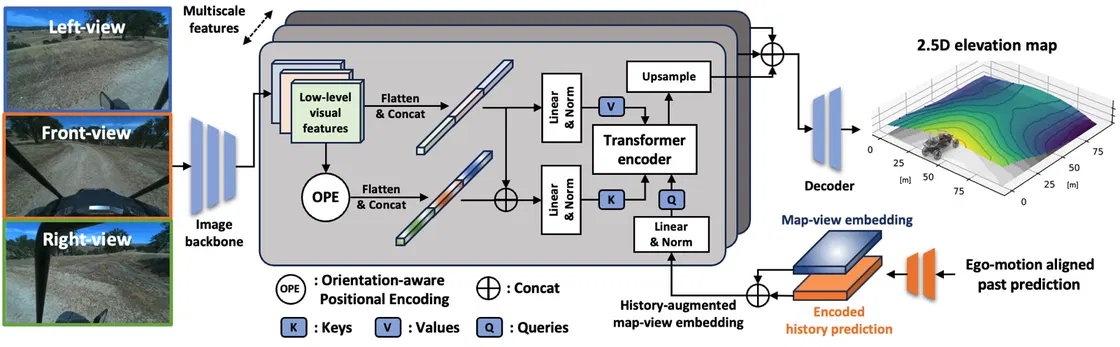 Left-view
Front-view
Right-view
Image
backbone
Multiscale
features
Low-level
visual
features
OPE
Flatten
& Concat
Flatten
& Concat
Linear
& Norm
Linear
& Norm
V
K
Q
Upsample
Transformer
encoder
Linear
& Norm
OPE
: Orientation-aware
Positional Encoding
: Concat
K
: Keys
V
: Values
Q
: Queries
Decoder
2.5D elevation map
0
25
[m]
50
75
0
25
[m]
50
75
Map-view embedding
History-augmented
map-view embedding
Encoded
history prediction
Ego-motion aligned
past prediction